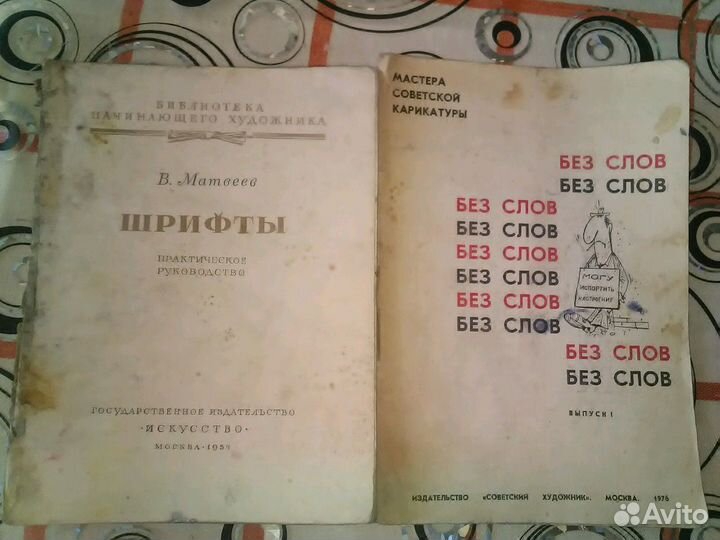 БИБЛИОТЕКА
НАЧИНАЮЩЕГО ХУДОЖНИКА
В. Матвеев
ШРИФТЫ
ПРАКТИЧЕСКОЕ
РУКОВОДСТВО
ГОСУДАРСТВЕННОЕ ИЗДАТЕЛЬСТВО
·ИСКУССТВО·
МОСКВА·
МАСТЕРА
СОВЕТСКОЙ
КАРИКАТУРЫ
БЕЗ СЛОВ
БЕЗ СЛОВ
БЕЗ СЛОВ
БЕЗ СЛОВ
БЕЗ СЛОВ
БЕЗ СЛОВ
БЕЗ СЛОВ
БЕЗ СЛОВ
БЕЗ СЛОВ
БЕЗ СЛОВ
МОГУ
ИСПОРТИТЬ
НАСТРОЕНИЕ
ВЫПУСК I
ИЗДАТЕЛЬСТВО «СОВЕТСКИЙ ХУДОЖНИК». МОСКВА. 1976
Avito